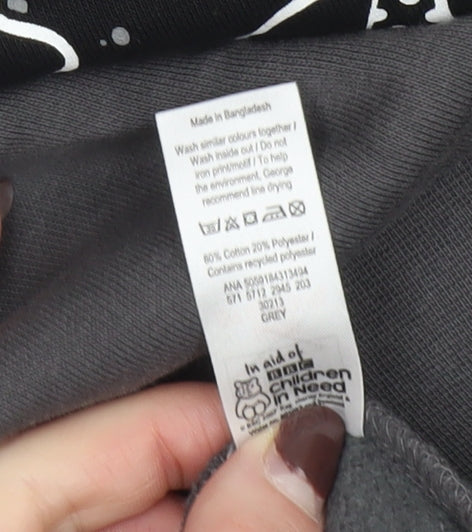 Made in Bangladesh
Wash similar colours together /
Wash inside out / Do not
iron print/motif / To help
the environment, George
recommend line drying
60% Cotton 20% Polyester /
Contains recycled polyester
ANA 5059184313494
571 5712 2945 203
30213
GREY
In aid of
BBC
children
in Need